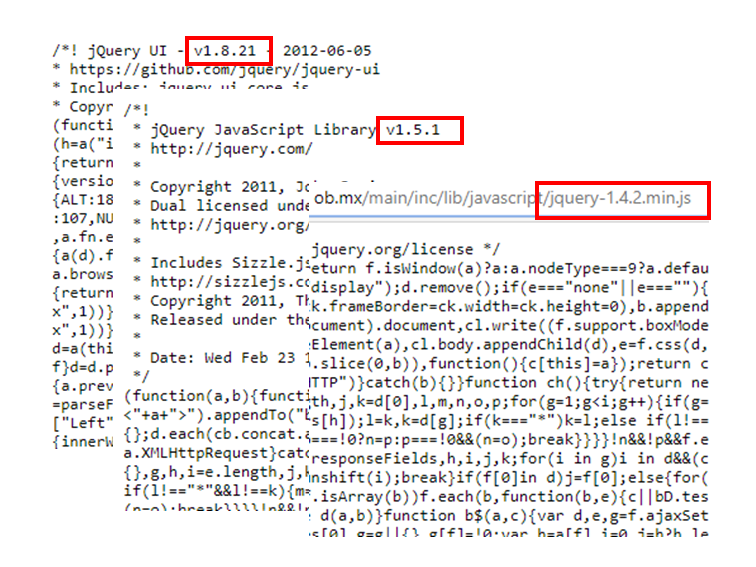 /*! jQuery UI - v1.8.21 - 2012-06-05
* https://github.com/jquery/jquery-ui
* Includes: jquery.ui.core.js
* Copyr
(functi
(h=a("i
{return
{versio
{ALT:18
:107,NU
,a.fn.e
{a(d).f
a.brows
{return
x",1))}
x",1))}
d=a(thi
f}d=d.p
{a.prev
=parseF
["Left"
{innerW
/*!
* jQuery JavaScript Library v1.5.1
* http://jquery.com/
*
* Copyright 2011, Jo
* Dual licensed unde
* http://jquery.org/
*
* Includes Sizzle.js
* http://sizzlejs.co
* Copyright 2011, Th
* Released under the
*
* Date: Wed Feb 23 1
*/
(function(a,b){functi
<"+a+">").appendTo("b
{};d.each(cb.concat.a
a.XMLHttpRequest}catc
{},g,h,i=e.length,j,k
if(l!=="*"&&l!==k){m=
(n=o);break}}}}!n&&!n
ob.mx/main/inc/lib/javascript/jquery-1.4.2.min.js
jquery.org/license */
eturn f.isWindow(a)?a:a.nodeType===9?a.defau
display");d.remove();if(e==="none"||e===""){
k.frameBorder=ck.width=ck.height=0),b.append
cument).document,cl.write((f.support.boxMode
Element(a),cl.body.appendChild(d),e=f.css(d,
.slice(0,b)),function(){c[this]=a});return c
TTP")}catch(b){}}function ch(){try{return ne
th,j,k=d[0],l,m,n,o,p;for(g=1;g<i;g++){if(g=
s[h]);l=k,k=d[g];if(k==="*")k=l;else if(l!==
===!0?n=p:p===!0&&(n=o);break}}}}!n&&!p&&f.e
responseFields,h,i,j,k;for(i in g)i in d&&(c
nshift(i);break}if(f[0]in d)j=f[0];else{for(
.isArray(b))f.each(b,function(b,e){c||bD.tes
d(a,b)}function b$(a,c){var d,e,g=f.ajaxSet
s[0],g=g||{},g[f]=!0;var h=a[f],i=0,j=h?h.le